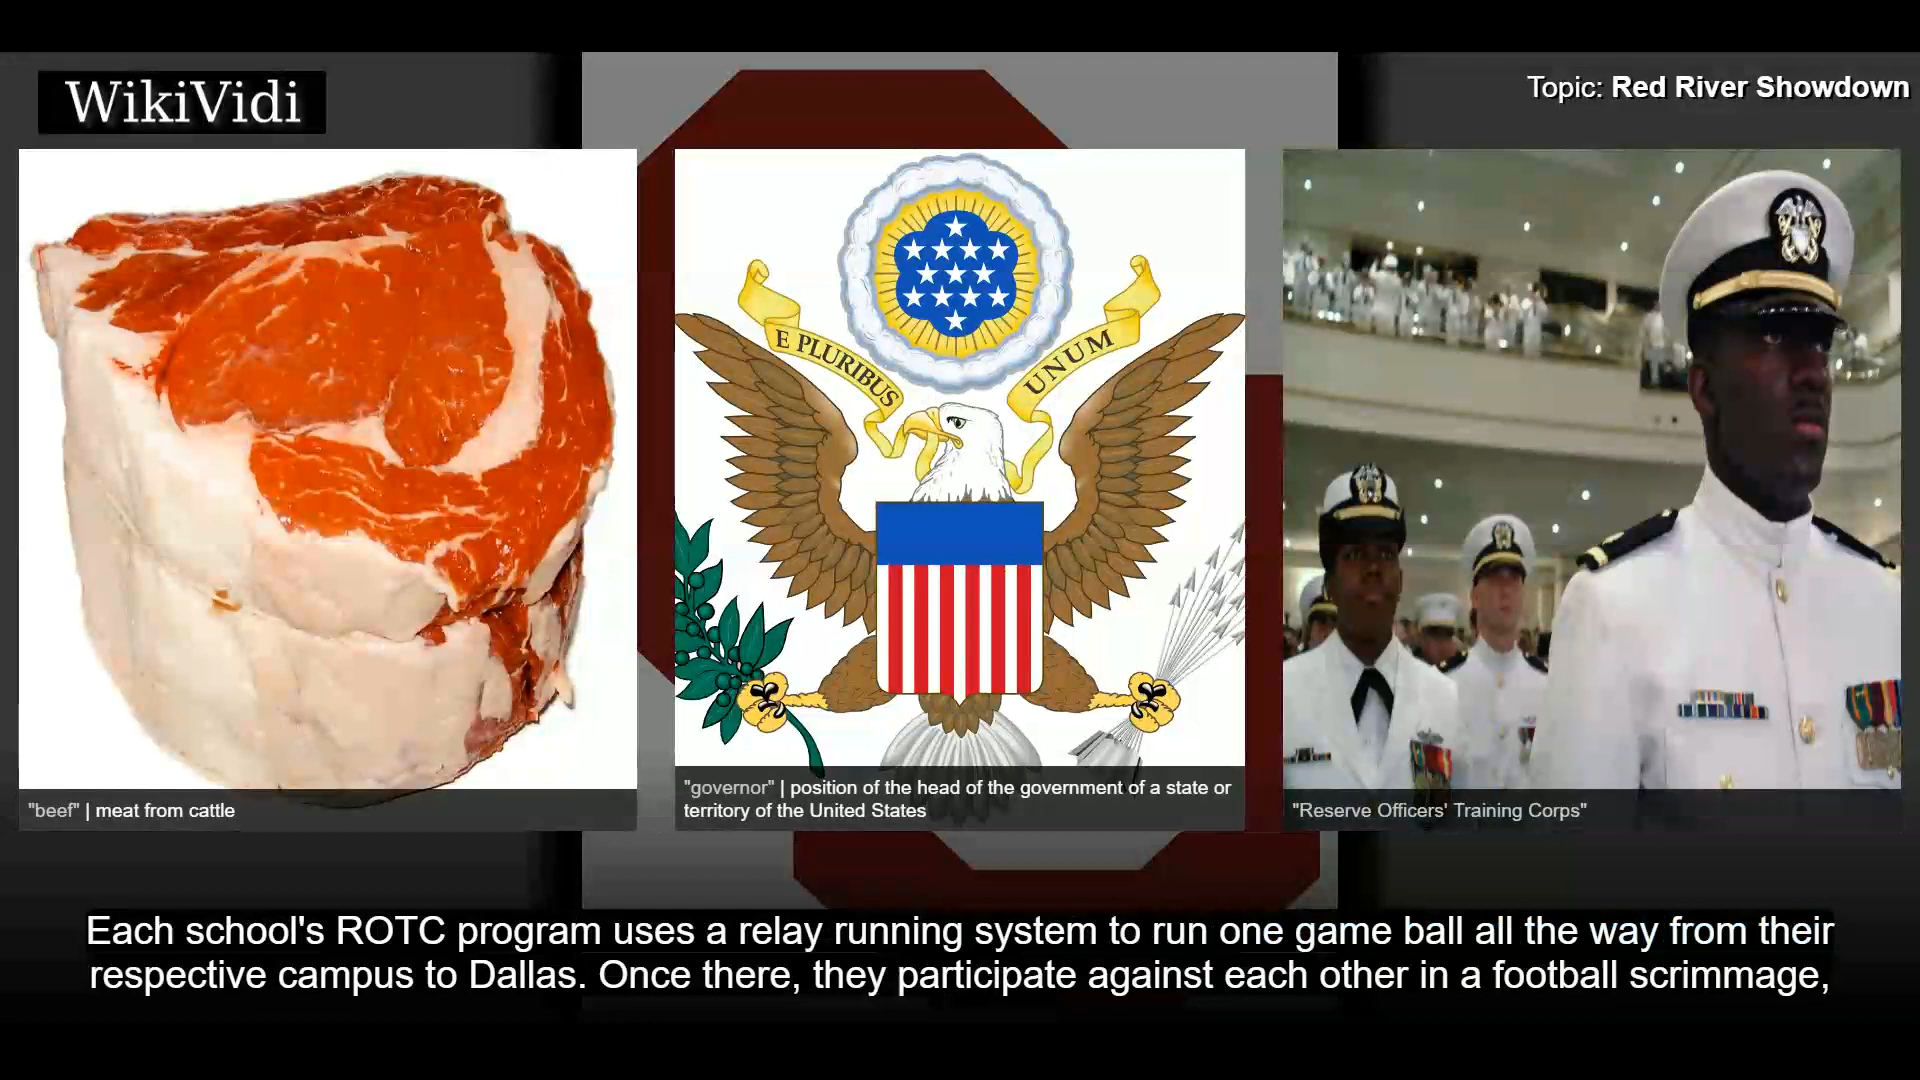 WikiVidi
Topic: Red River Showdown
E PLURIBUS UNUM
"beef" | meat from cattle
"governor" | position of the head of the government of a state or
territory of the United States
"Reserve Officers' Training Corps"
Each school's ROTC program uses a relay running system to run one game ball all the way from their
respective campus to Dallas. Once there, they participate against each other in a football scrimmage,